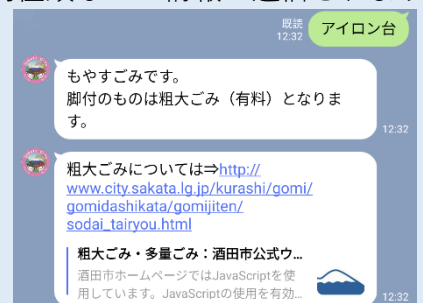 既読
12:32
アイロン台
もやすごみです。
脚付のものは粗大ごみ（有料）となりま
す。
12:32
粗大ごみについては⇒http://
www.city.sakata.lg.jp/kurashi/gomi/
gomidashikata/gomijiten/
sodai_tairyou.html
粗大ごみ・多量ごみ：酒田市公式ウ...
酒田市ホームページではJavaScriptを使
用しています。JavaScriptの使用を有効...
12:32